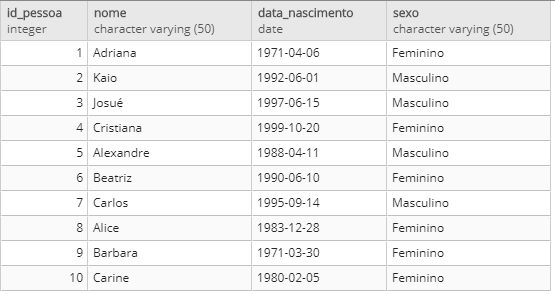 id_pessoa nome data_nascimento sexo
integer character varying (50) date character varying (50)
1 Adriana 1971-04-06 Feminino
2 Kaio 1992-06-01 Masculino
3 Josué 1997-06-15 Masculino
4 Cristiana 1999-10-20 Feminino
5 Alexandre 1988-04-11 Masculino
6 Beatriz 1990-06-10 Feminino
7 Carlos 1995-09-14 Masculino
8 Alice 1983-12-28 Feminino
9 Barbara 1971-03-30 Feminino
10 Carine 1980-02-05 Feminino